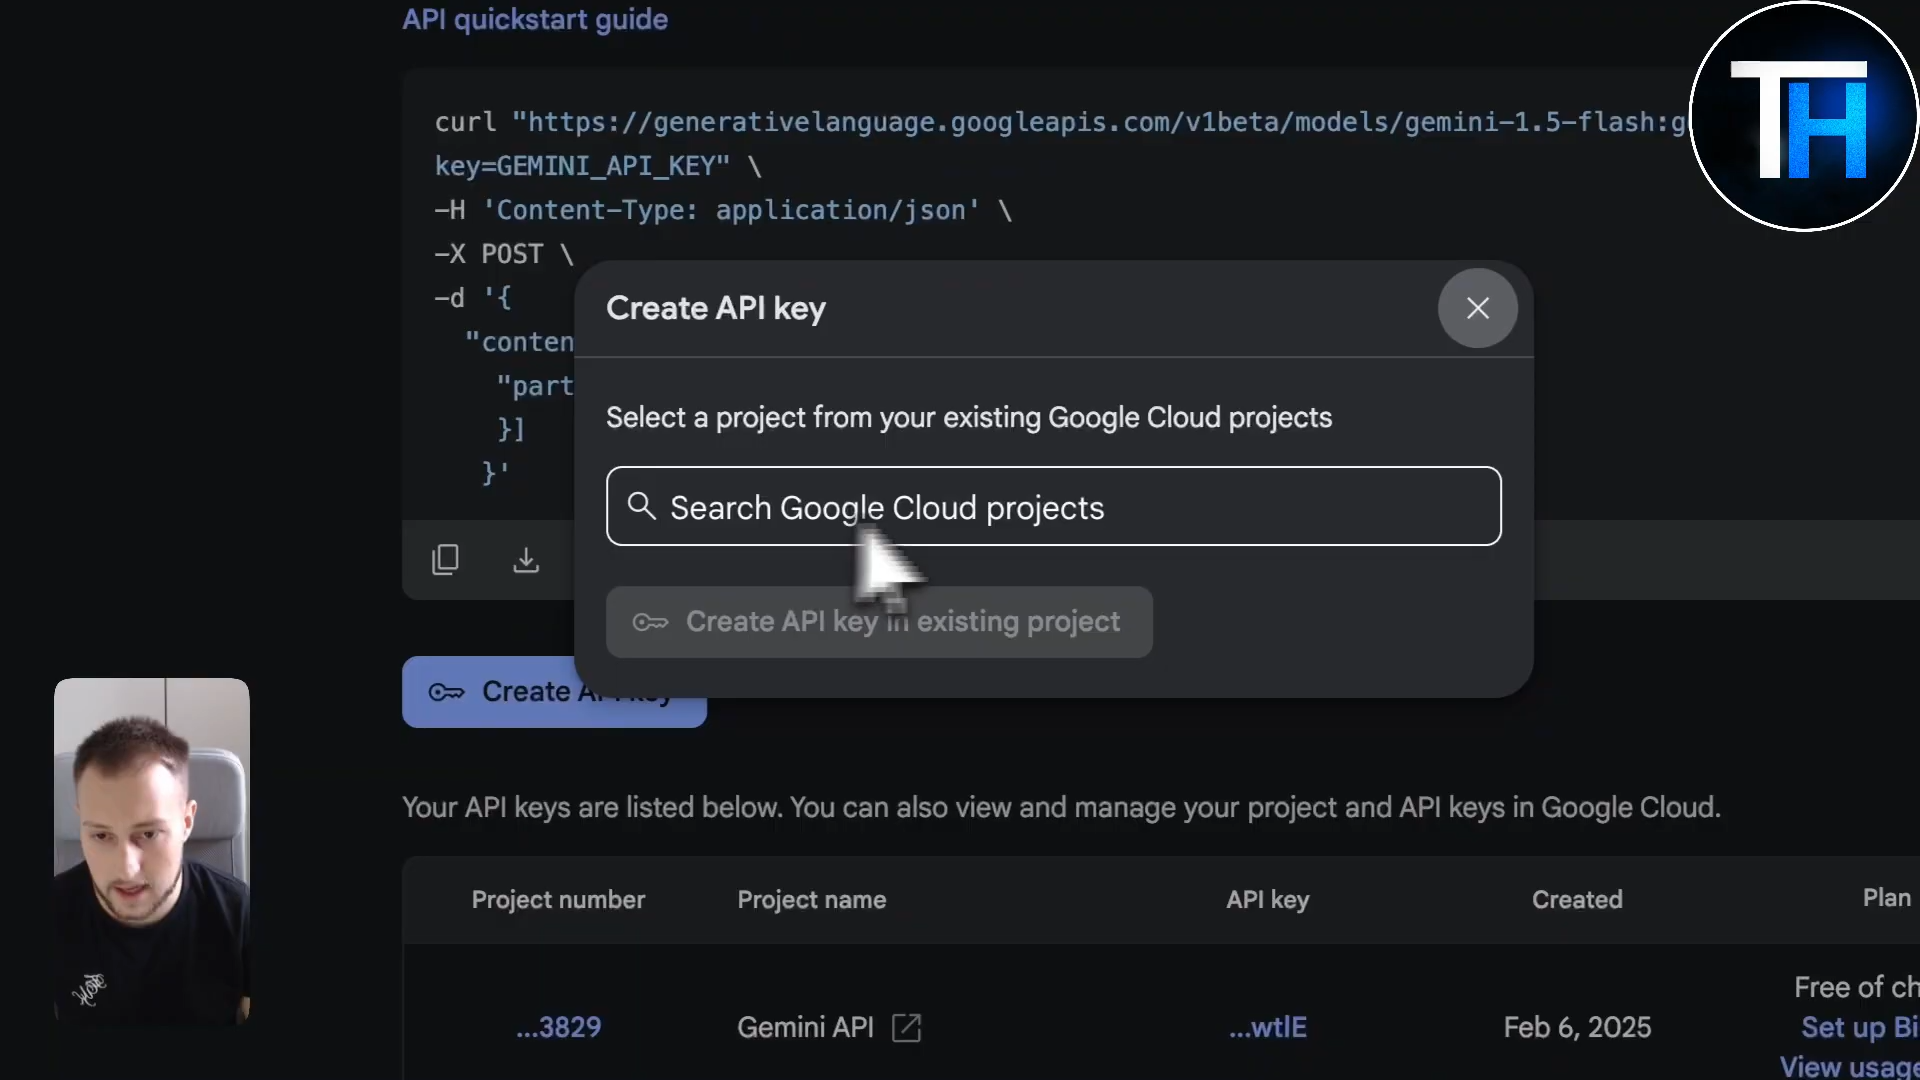 API quickstart guide
TH
curl "https://generativelanguage.googleapis.com/v1beta/models/gemini-1.5-flash:g
key=GEMINI_API_KEY" \
-H 'Content-Type: application/json' \
-X POST \
-d '{
"conten
"part
}]
}'
Create API key
Select a project from your existing Google Cloud projects
Search Google Cloud projects
Create API key in existing project
Create API key
Your API keys are listed below. You can also view and manage your project and API keys in Google Cloud.
Project number Project name API key Created Plan
...3829 Gemini API ...wtlE Feb 6, 2025 Free of ch
Set up Bi
View usage